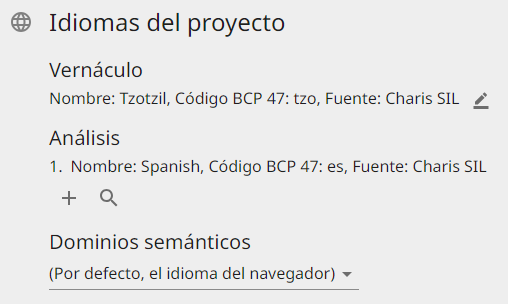 Idiomas del proyecto
Vernáculo
Nombre: Tzotzil, Código BCP 47: tzo, Fuente: Charis SIL
Análisis
1. Nombre: Spanish, Código BCP 47: es, Fuente: Charis SIL
Dominios semánticos
(Por defecto, el idioma del navegador)